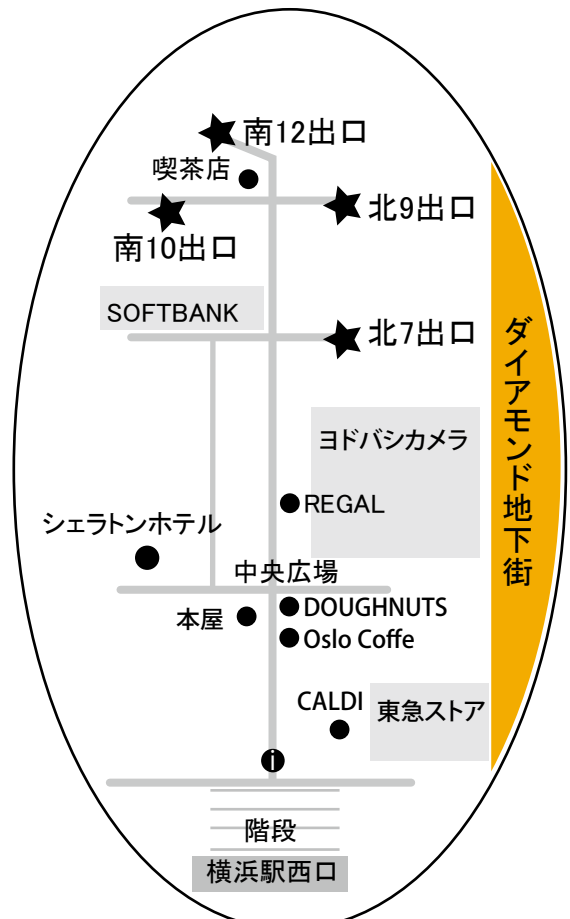 南12出口
喫茶店
北9出口
南10出口
SOFTBANK
北7出口
ダイアモンド地下街
ヨドバシカメラ
REGAL
シェラトンホテル
中央広場
DOUGHNUTS
本屋
Oslo Coffe
CALDI
東急ストア
i
階段
横浜駅西口